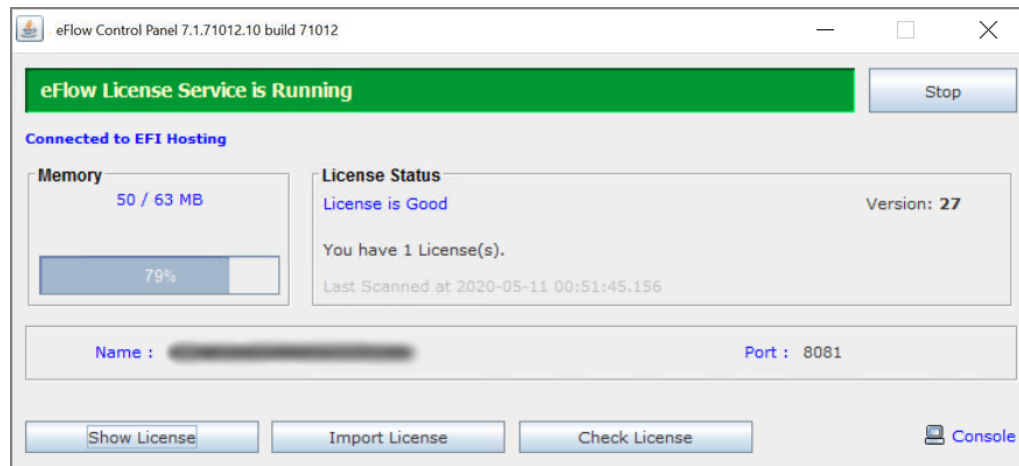 eFlow Control Panel 7.1.71012.10 build 71012
eFlow License Service is Running
Stop
Connected to EFI Hosting
Memory
50 / 63 MB
79%
License Status
License is Good
Version: 27
You have 1 License(s).
Last Scanned at 2020-05-11 00:51:45.156
Name :
Port : 8081
Show License
Import License
Check License
Console